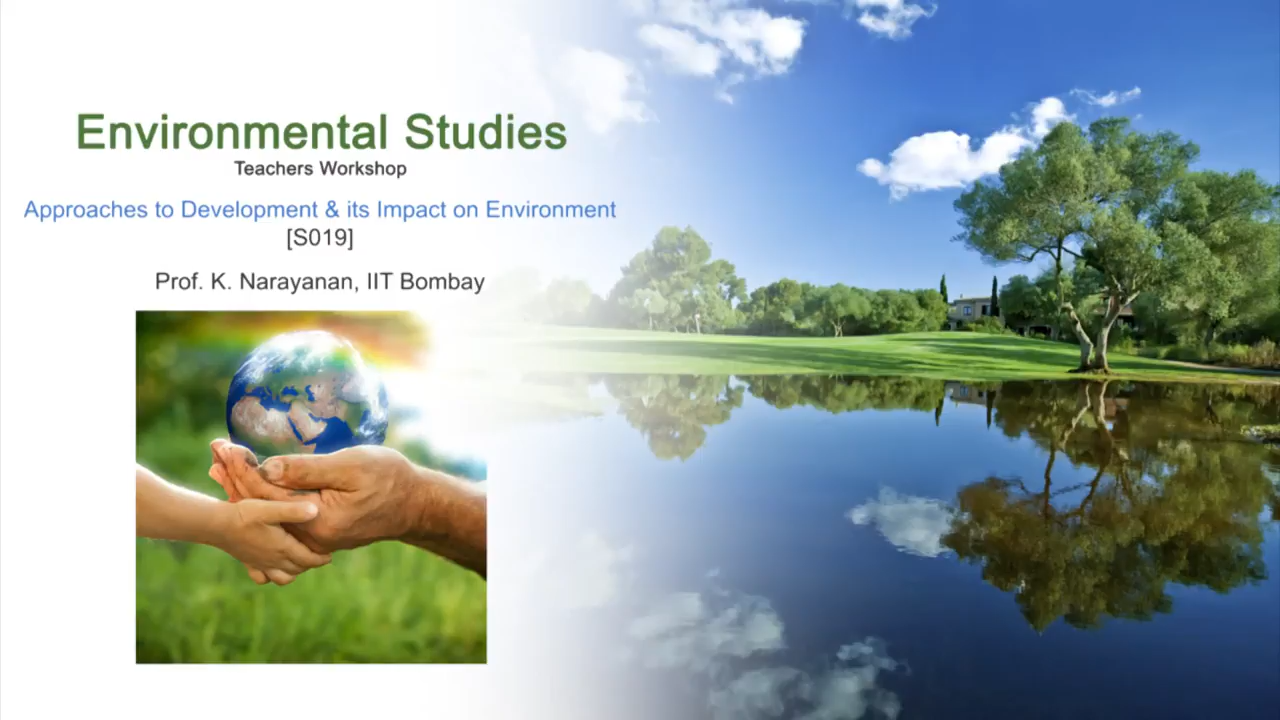 Environmental Studies
Teachers Workshop
Approaches to Development & its Impact on Environment
[S019]
Prof. K. Narayanan, IIT Bombay